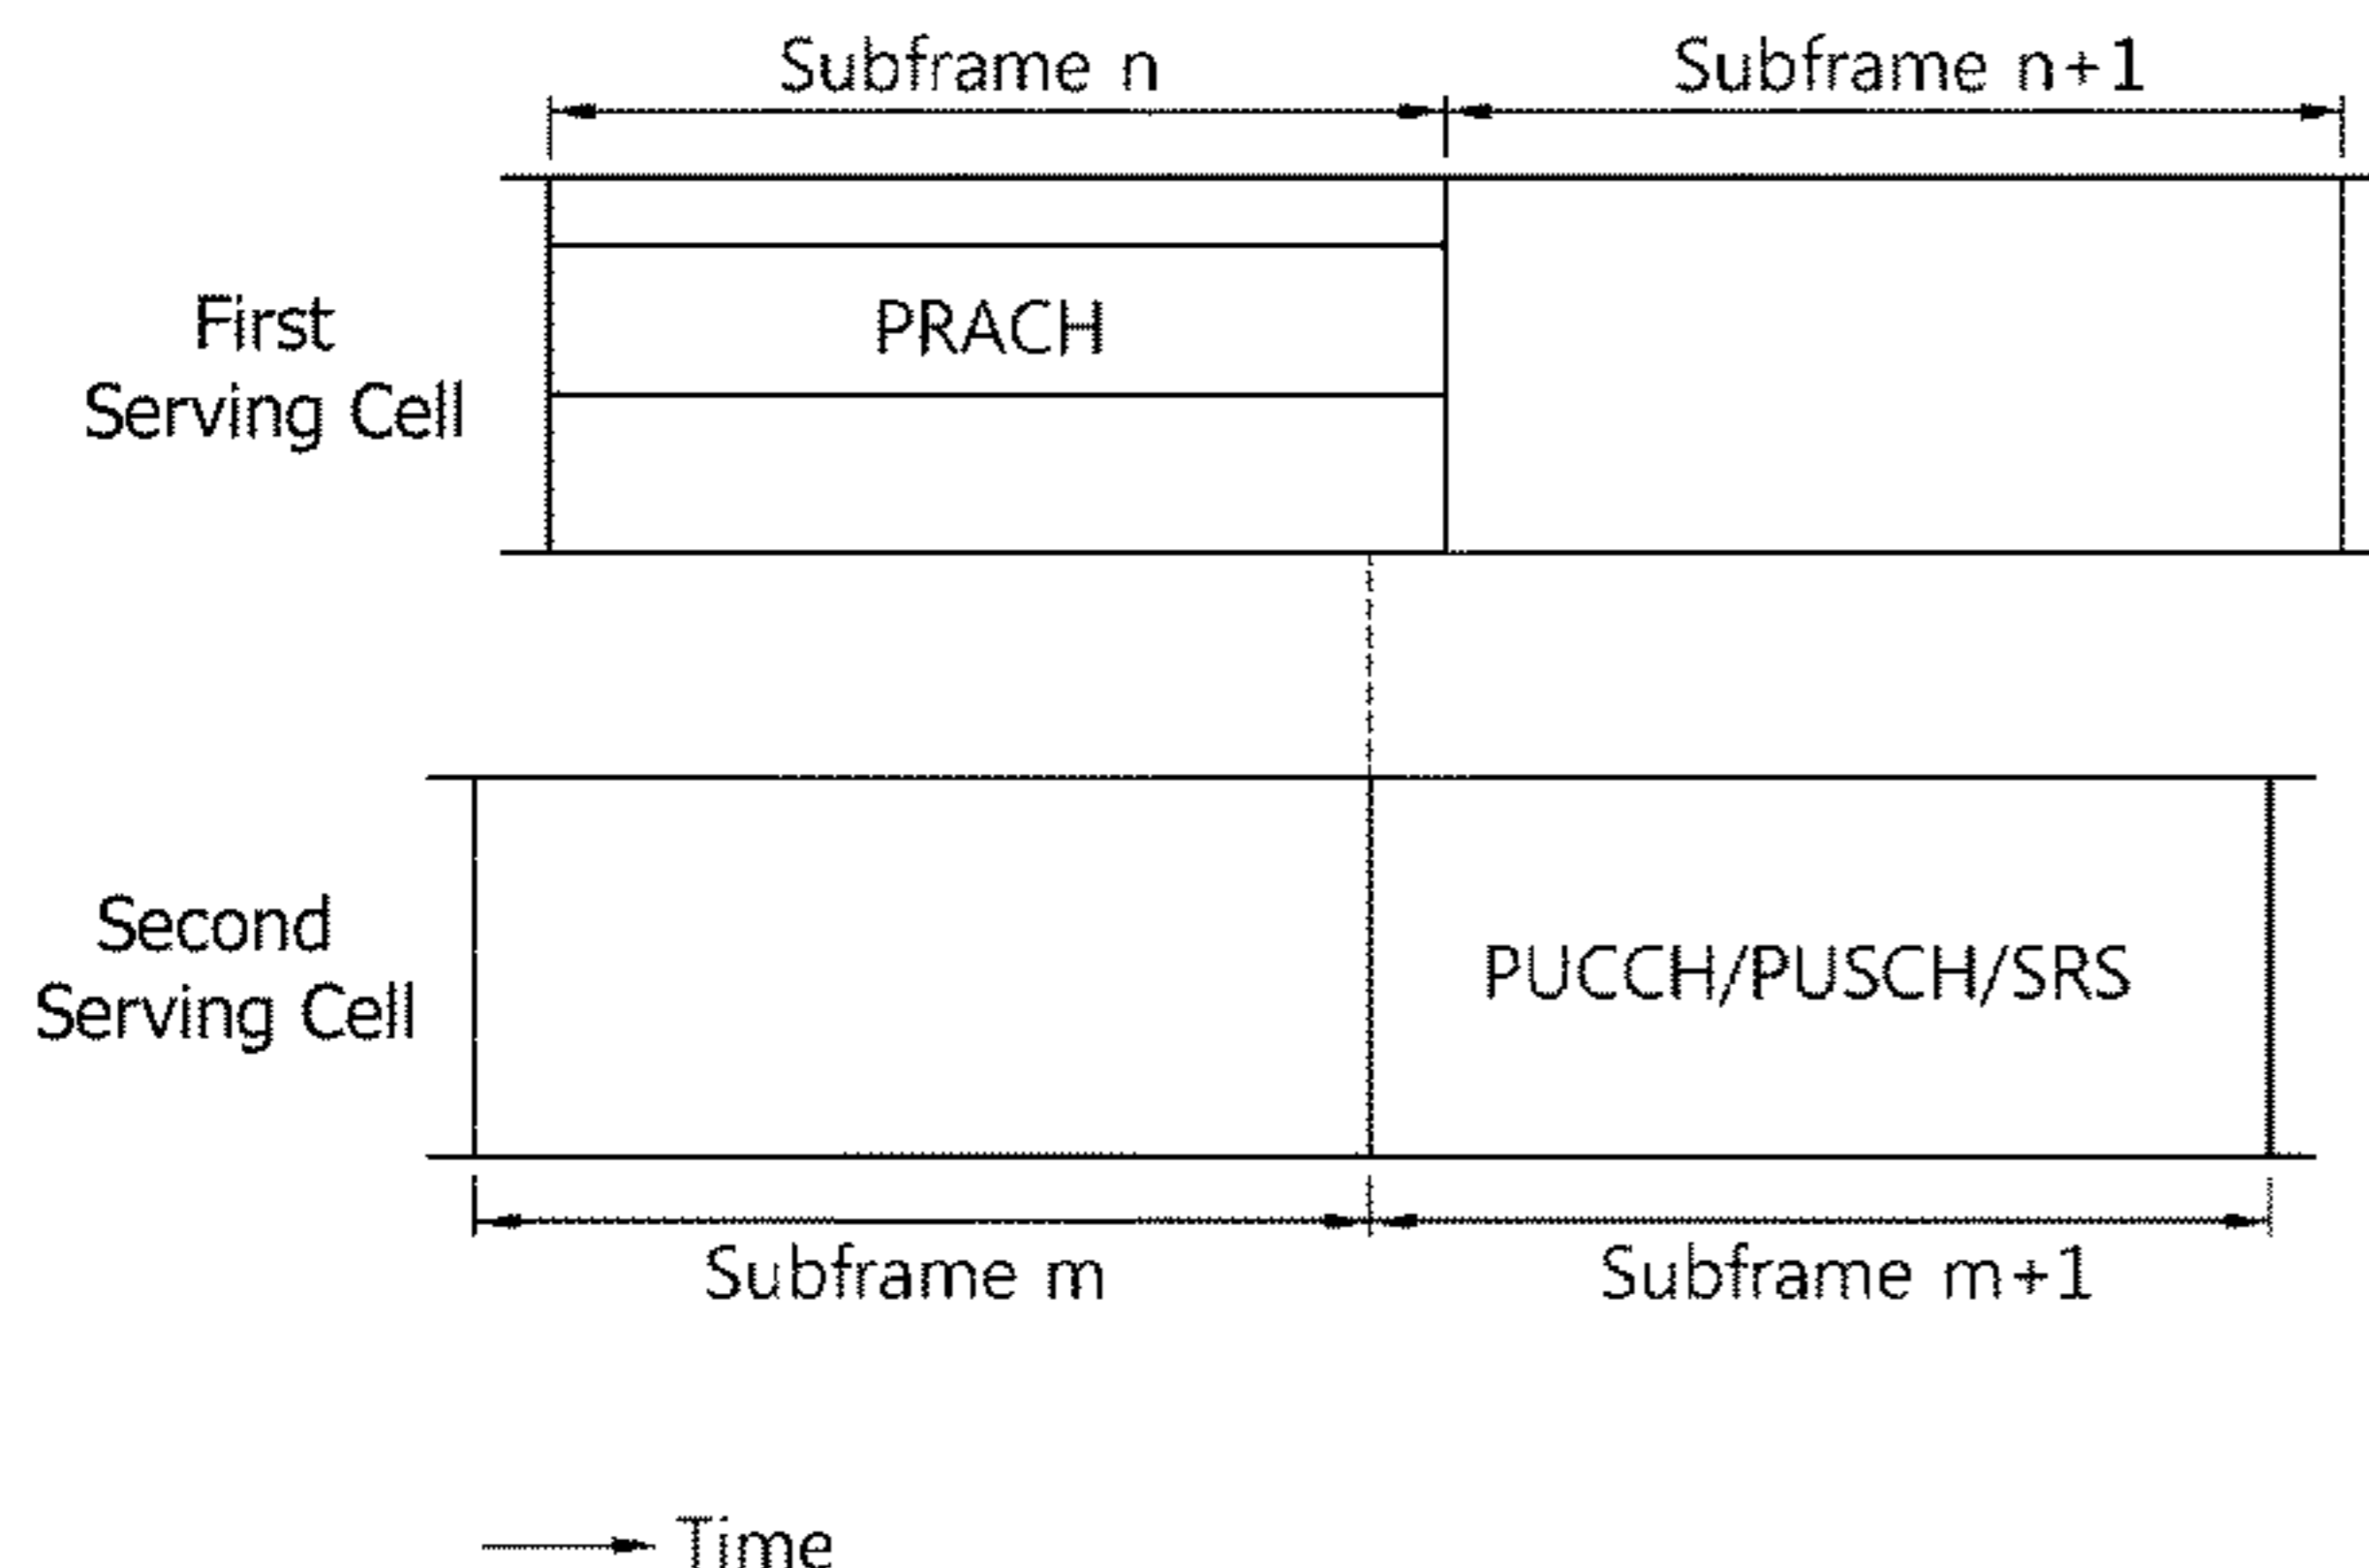 Subframe n
Subframe n+1
First
Serving Cell
PRACH
Second
Serving Cell
PUCCH/PUSCH/SRS
Subframe m
Subframe m+1
Time